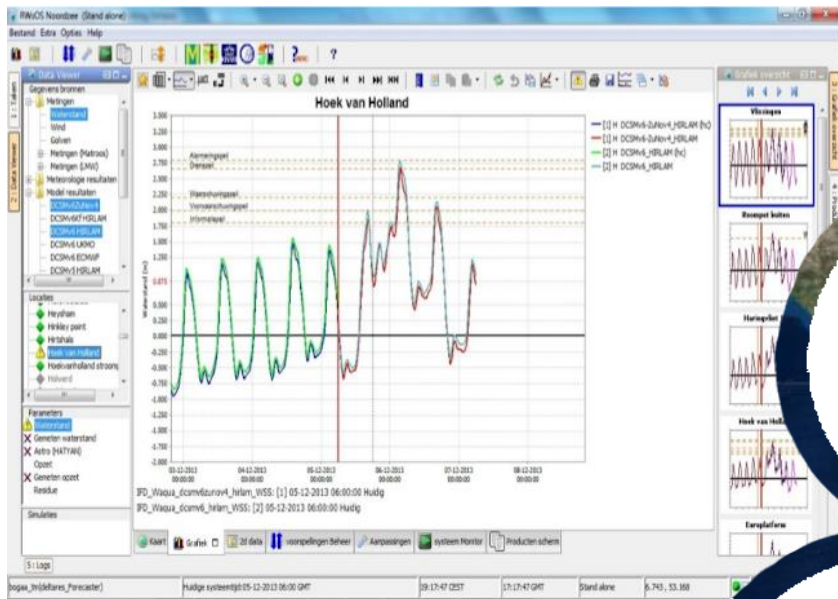 RWsOS Noordzee (Stand alone)
Bestand Extra Opties Help
1 : Taken
2 : Data Viewer
Data Viewer
Gegevens bronnen
Metingen
Waterstand
Wind
Golven
Metingen (Matroos)
Metingen (LMW)
Meteorologie resultaten
Model resultaten
DCSMv6ZuNov4
DCSMv6Kf HIRLAM
DCSMv6 HIRLAM
DCSMv6 UKMO
DCSMv6 ECMWF
DCSMv5 HIRLAM
Locaties
Heysham
Hinkley point
Hirtshals
Hoek van Holland
Hoekvanholland stroom
Holwerd
Parameters
Waterstand
Gemeten waterstand
Astro (HATYAN)
Opzet
Gemeten opzet
Residue
Simulaties
5 : Logs
Hoek van Holland
Waterstand (m)
3.500
3.250
3.000
2.750
2.500
2.250
2.000
1.750
1.500
1.250
1.000
0.875
0.500
0.250
0.000
-0.250
-0.500
-0.750
-1.000
-1.250
-1.500
-1.750
-2.000
Alarmeringspeil
Grenspeil
Waarschuwingspeil
Voorwaarschuwingspeil
Informatiepeil
[1] H DCSMv6-ZuNov4_HIRLAM (hc)
[1] H DCSMv6-ZuNov4_HIRLAM
[2] H DCSMv6_HIRLAM (hc)
[2] H DCSMv6_HIRLAM
03-12-2013 04-12-2013 05-12-2013 06-12-2013 07-12-2013 08-12-2013
00:00:00 00:00:00 00:00:00 00:00:00 00:00:00 00:00:00
IFD_Waqua_dcsmv6zunov4_hirlam_WSS: [1] 05-12-2013 06:00:00 Huidig
IFD_Waqua_dcsmv6_hirlam_WSS: [2] 05-12-2013 06:00:00 Huidig
Kaart Grafiek 2d data voorspellingen Beheer Aanpassingen systeem Monitor Producten scherm
Grafiek overzicht
Vlissingen
Roompot buiten
Haringvliet
Hoek van Holla
Europlatform
3 : Grafiek overzicht
Huidige systeemtijd:05-12-2013 06:00 GMT
19:17:47 CEST
17:17:47 GMT
Stand alone
6.743 , 53.168